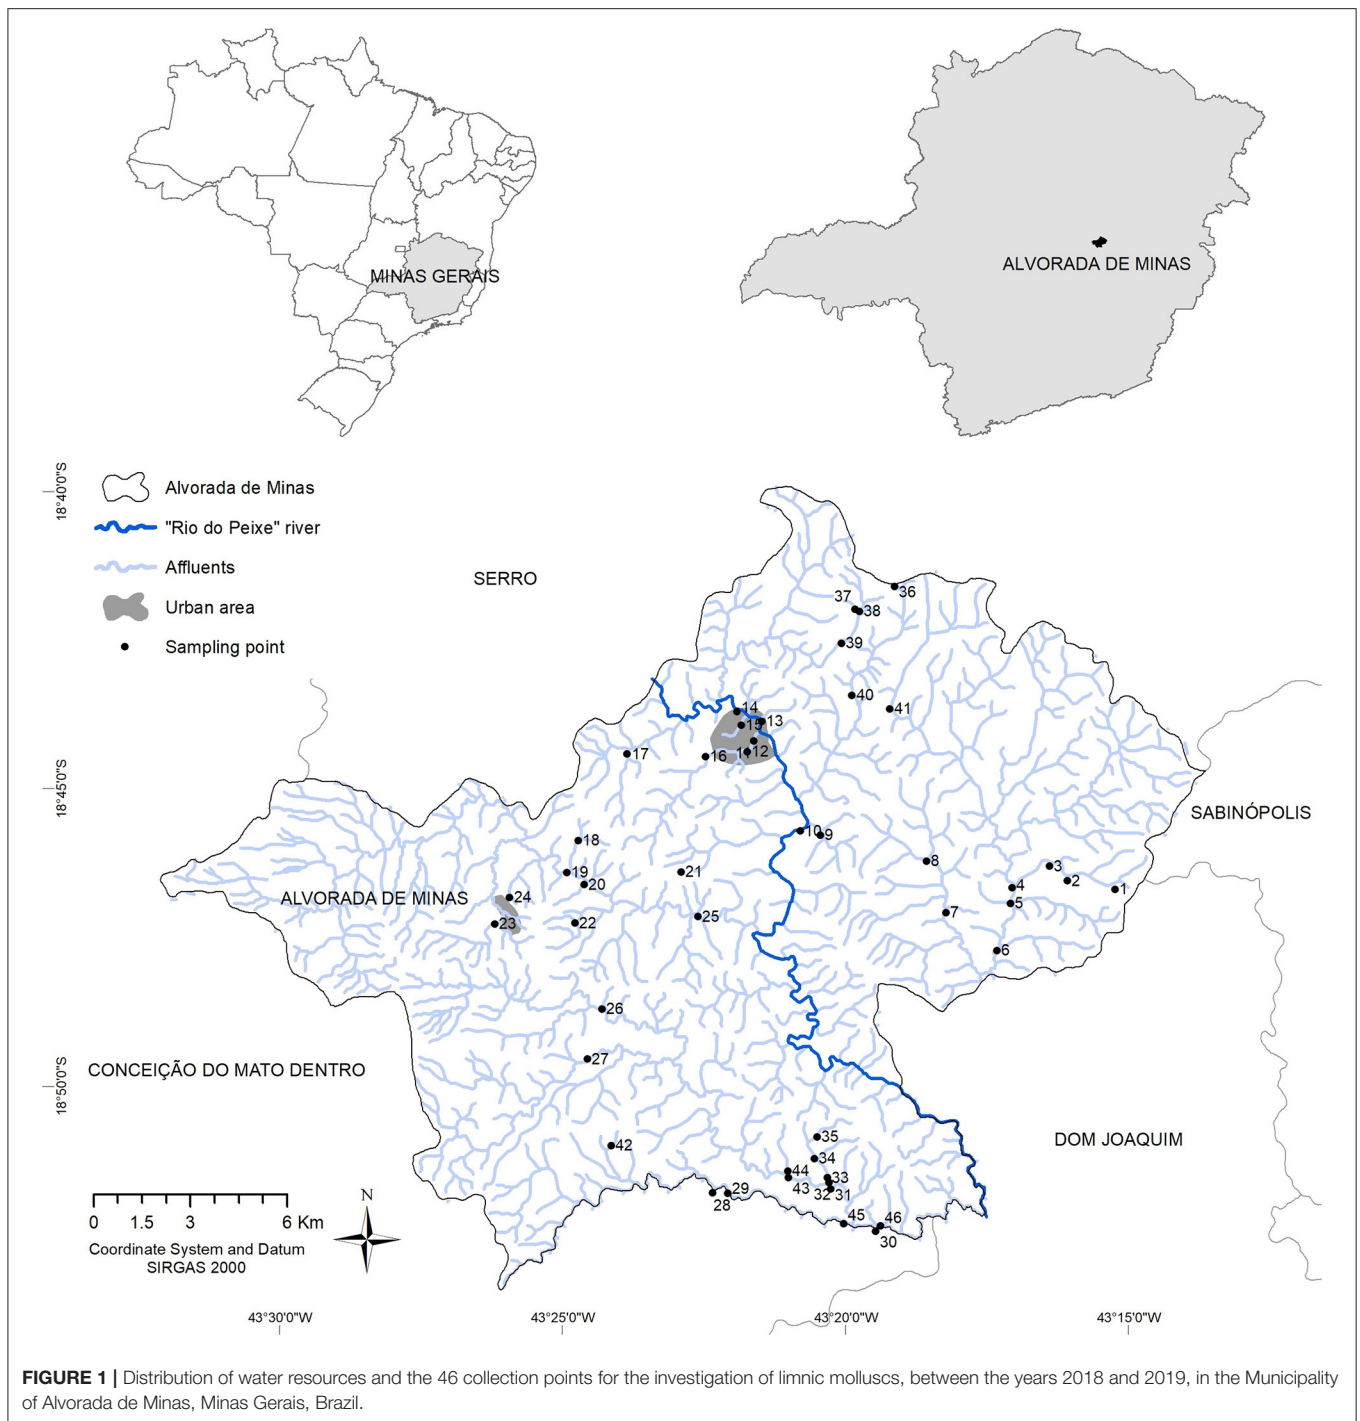 MINAS GERAIS
ALVORADA DE MINAS
18°40'0"S
Alvorada de Minas
"Rio do Peixe" river
Affluents
Urban area
Sampling point
SERRO
36
37
38
39
40
41
14
13
15
12
11
16
17
18°45'0"S
SABINÓPOLIS
10
9
18
8
3
19
21
2
20
4
1
ALVORADA DE MINAS
24
5
7
25
22
23
6
26
27
CONCEIÇÃO DO MATO DENTRO
18°50'0"S
DOM JOAQUIM
35
42
34
44
33
43
32
31
29
28
45
46
30
N
0 1.5 3 6 Km
Coordinate System and Datum
SIRGAS 2000
43°30'0"W 43°25'0"W 43°20'0"W 43°15'0"W
FIGURE 1 | Distribution of water resources and the 46 collection points for the investigation of limnic molluscs, between the years 2018 and 2019, in the Municipality
of Alvorada de Minas, Minas Gerais, Brazil.